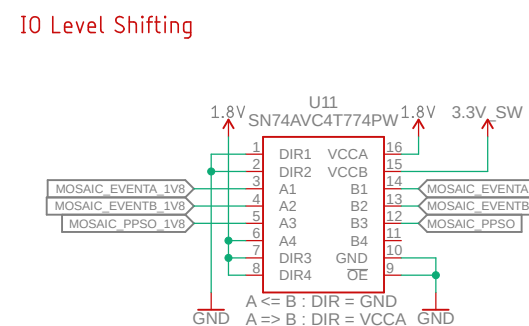 IO Level Shifting
U11
1.8V SN74AVC4T774PW 1.8V 3.3V_SW
1 DIR1 VCCA 16
2 DIR2 VCCB 15
MOSAIC_EVENTA_1V8 3 A1 B1 14 MOSAIC_EVENTA
MOSAIC_EVENTB_1V8 4 A2 B2 13 MOSAIC_EVENTB
MOSAIC_PPSO_1V8 5 A3 B3 12 MOSAIC_PPSO
6 A4 B4 11
7 DIR3 GND 10
8 DIR4 OE 9
A <= B : DIR = GND
GND A => B : DIR = VCCA GND